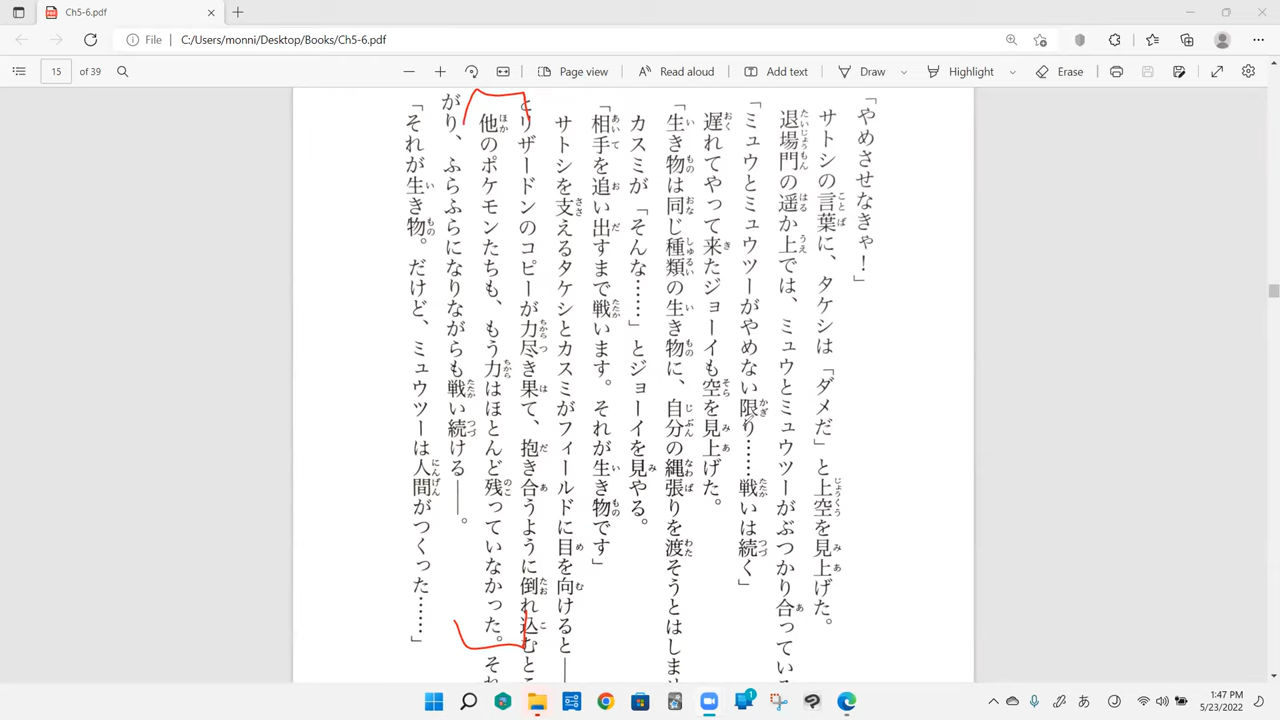 Ch5-6.pdf
File C:/Users/monni/Desktop/Books/Ch5-6.pdf
15 of 39 Page view Read aloud Add text Draw Highlight Erase
「やめさせなきゃ！」
サトシの言葉に、タケシは「ダメだ」と上空を見上げた。
退場門の遥か上では、ミュウとミュウツーがぶつかり合ってい
「ミュウとミュウツーがやめない限り……戦いは続く」
遅れてやって来たジョーイも空を見上げた。
「生き物は同じ種類の生き物に、自分の縄張りを渡そうとはしませ
カスミが「そんな……」とジョーイを見やる。
「相手を追い出すまで戦います。それが生き物です」
サトシを支えるタケシとカスミがフィールドに目を向けると――
とリザードンのコピーが力尽き果て、抱き合うように倒れ込むとこ
他のポケモンたちも、もう力はほとんど残っていなかった。それ
がり、ふらふらになりながらも戦い続ける――。
「それが生き物。だけど、ミュウツーは人間がつくった……」
1
あ
1:47 PM
5/23/2022